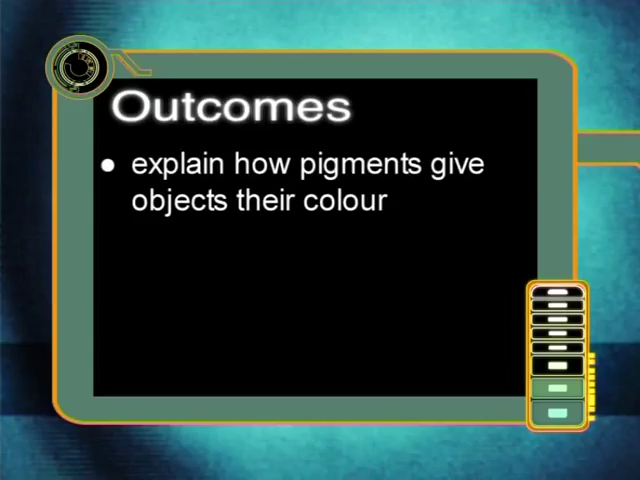 Outcomes
● explain how pigments give
objects their colour